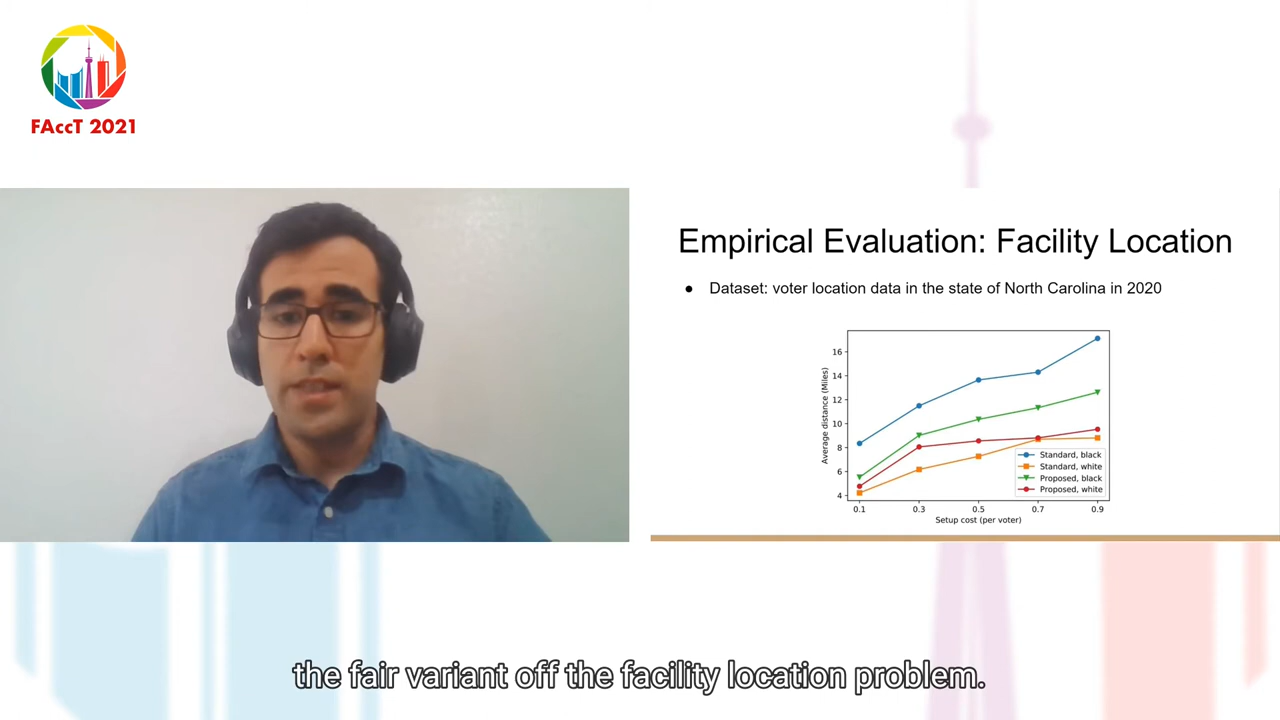 FAccT 2021
Empirical Evaluation: Facility Location
● Dataset: voter location data in the state of North Carolina in 2020
16
14
12
10
8
6
4
Average distance (Miles)
Standard, black
Standard, white
Proposed, black
Proposed, white
0.1 0.3 0.5 0.7 0.9
Setup cost (per voter)
the fair variant off the facility location problem.